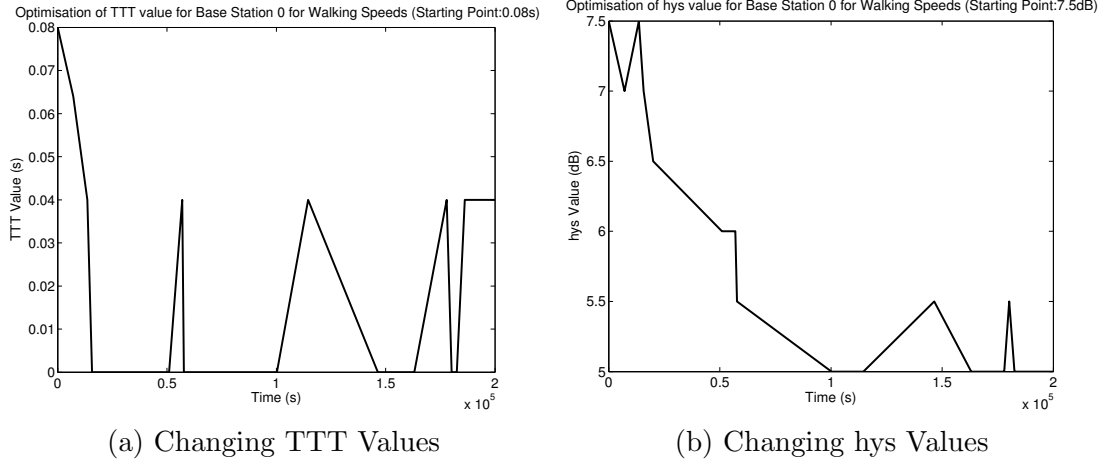 Optimisation of TTT value for Base Station 0 for Walking Speeds (Starting Point:0.08s)
0.08
0.07
0.06
0.05
0.04
0.03
0.02
0.01
0
TTT Value (s)
0 0.5 1 1.5 2
Time (s)
x 10^5
(a) Changing TTT Values
Optimisation of hys value for Base Station 0 for Walking Speeds (Starting Point:7.5dB)
7.5
7
6.5
6
5.5
5
hys Value (dB)
0 0.5 1 1.5 2
Time (s)
x 10^5
(b) Changing hys Values